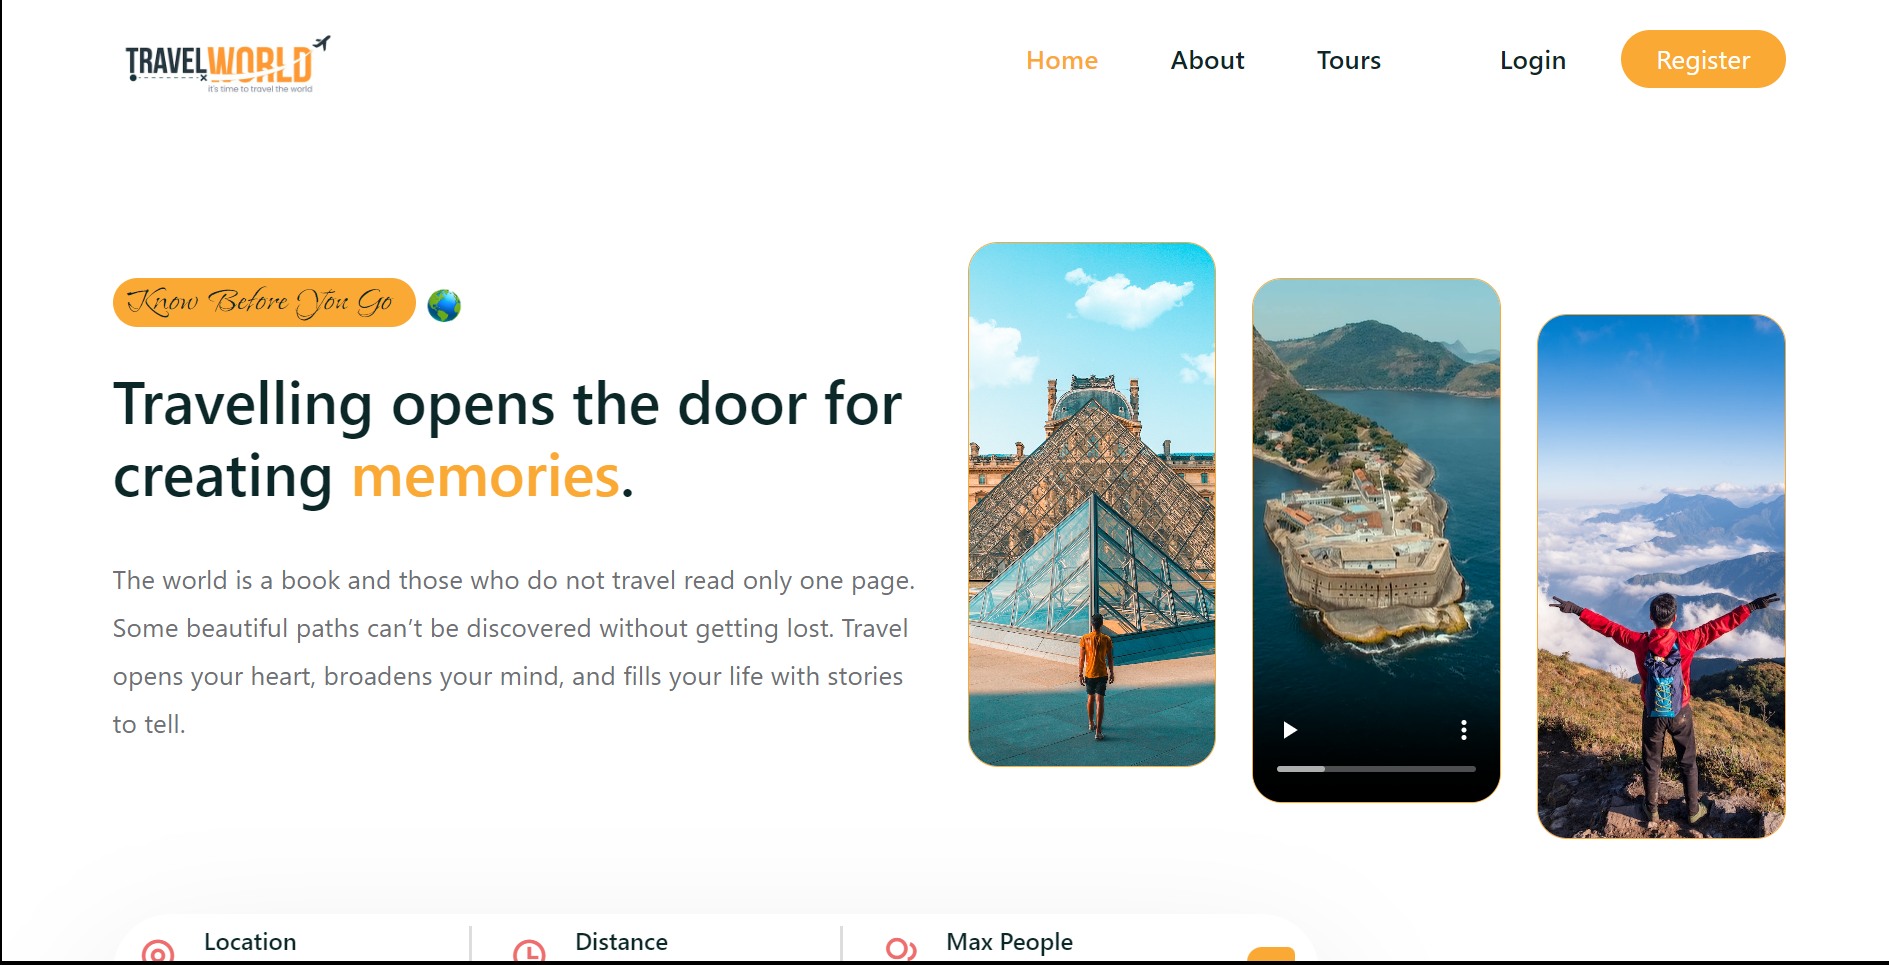 TRAVELWORLD
it's time to travel the world
Home About Tours Login Register
Know Before You Go
Travelling opens the door for
creating memories.
The world is a book and those who do not travel read only one page.
Some beautiful paths can’t be discovered without getting lost. Travel
opens your heart, broadens your mind, and fills your life with stories
to tell.
Location Distance Max People